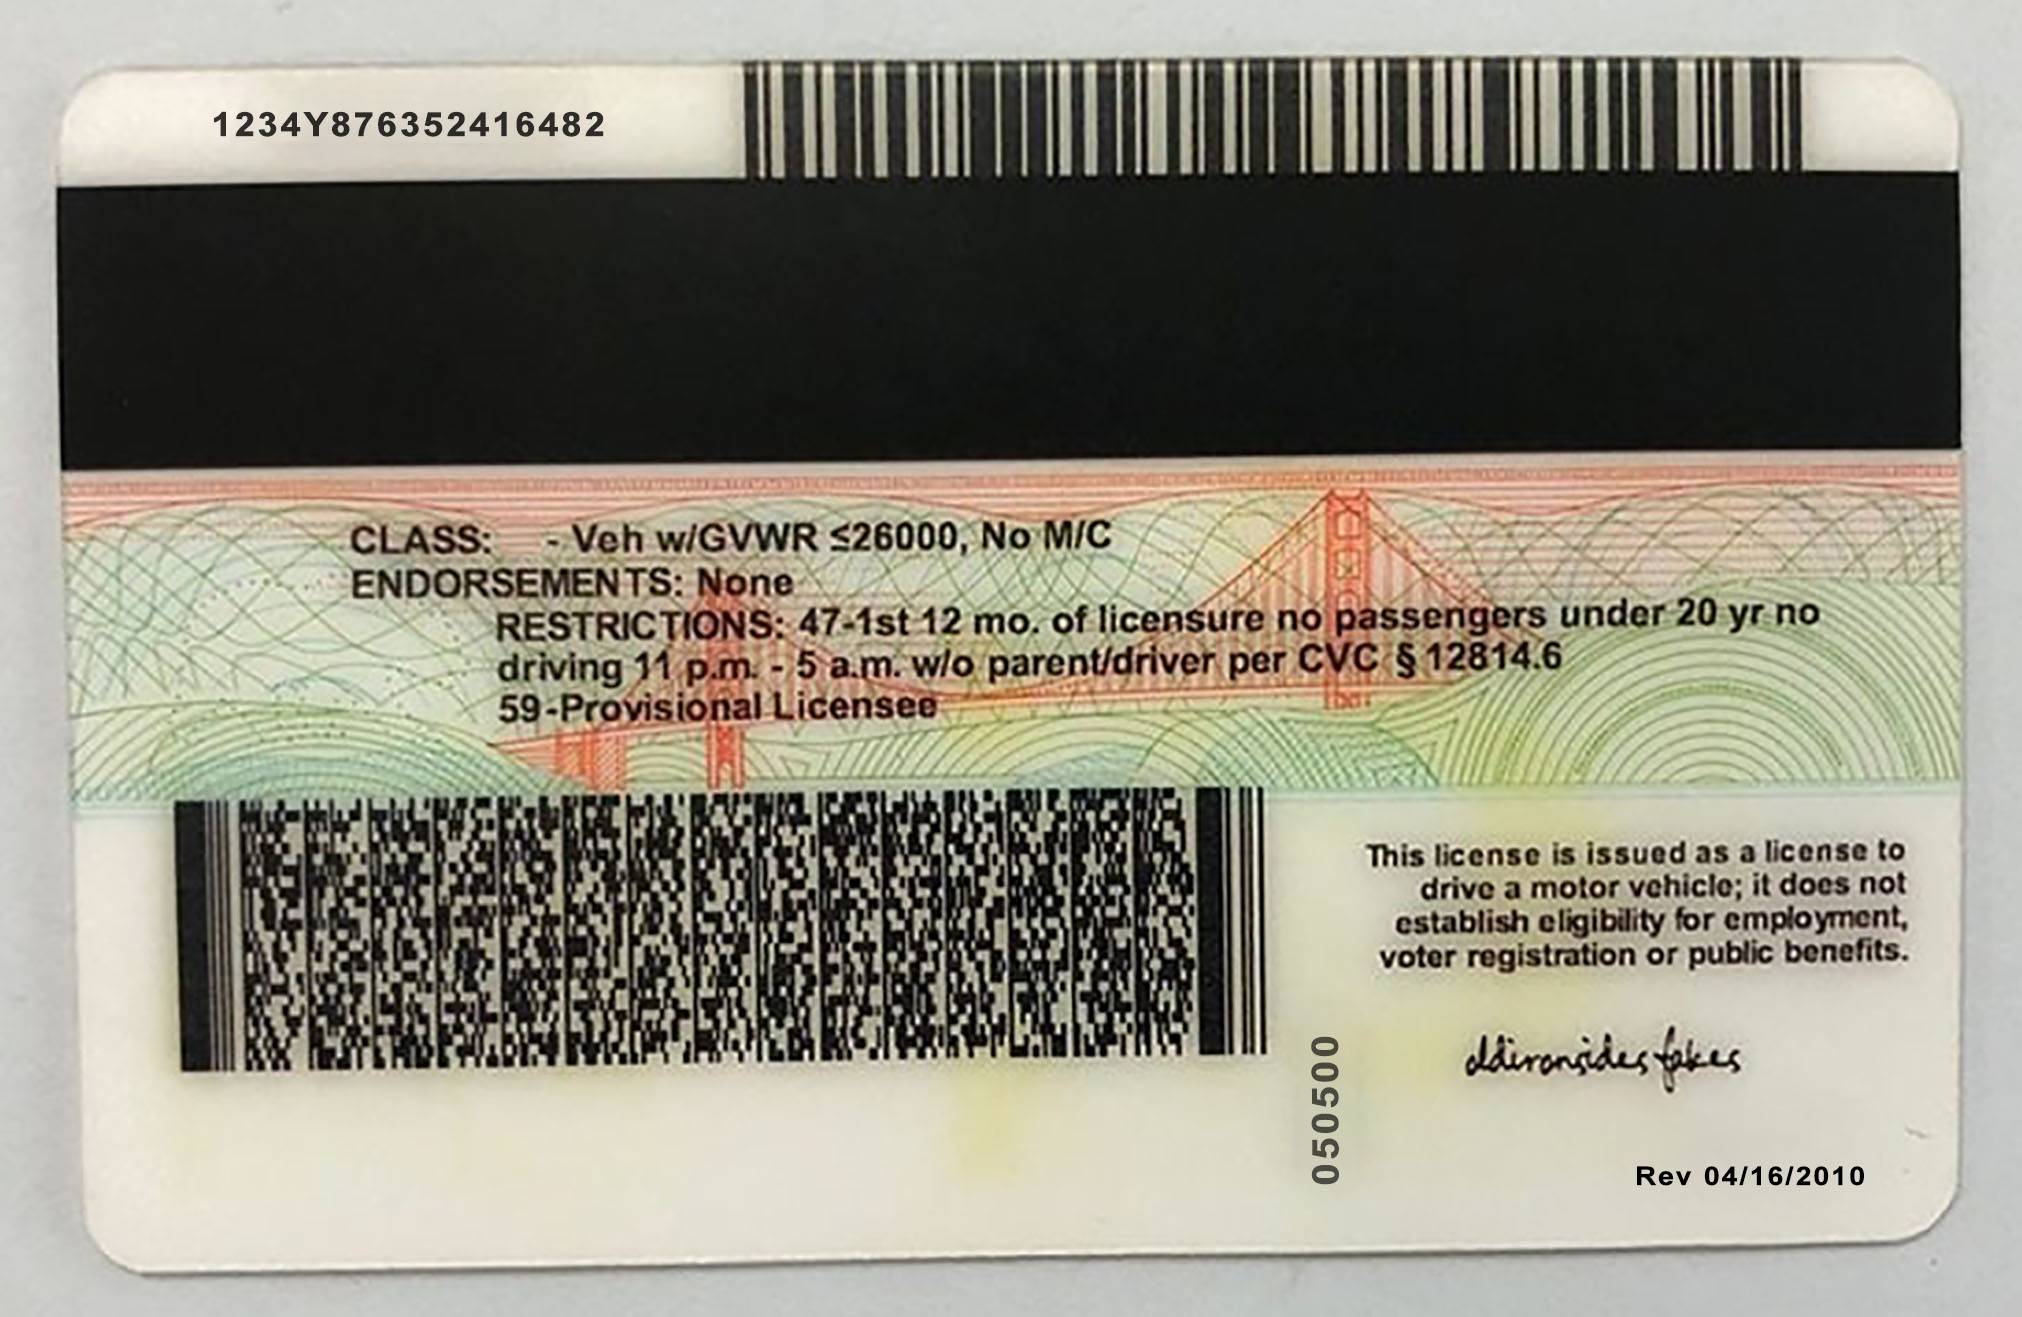 1234Y876352416482
CLASS: - Veh w/GVWR ≤26000, No M/C
ENDORSEMENTS: None
RESTRICTIONS: 47-1st 12 mo. of licensure no passengers under 20 yr no
driving 11 p.m. - 5 a.m. w/o parent/driver per CVC § 12814.6
59-Provisional Licensee
This license is issued as a license to
drive a motor vehicle; it does not
establish eligibility for employment,
voter registration or public benefits.
oldironsidesfakes
050500
Rev 04/16/2010